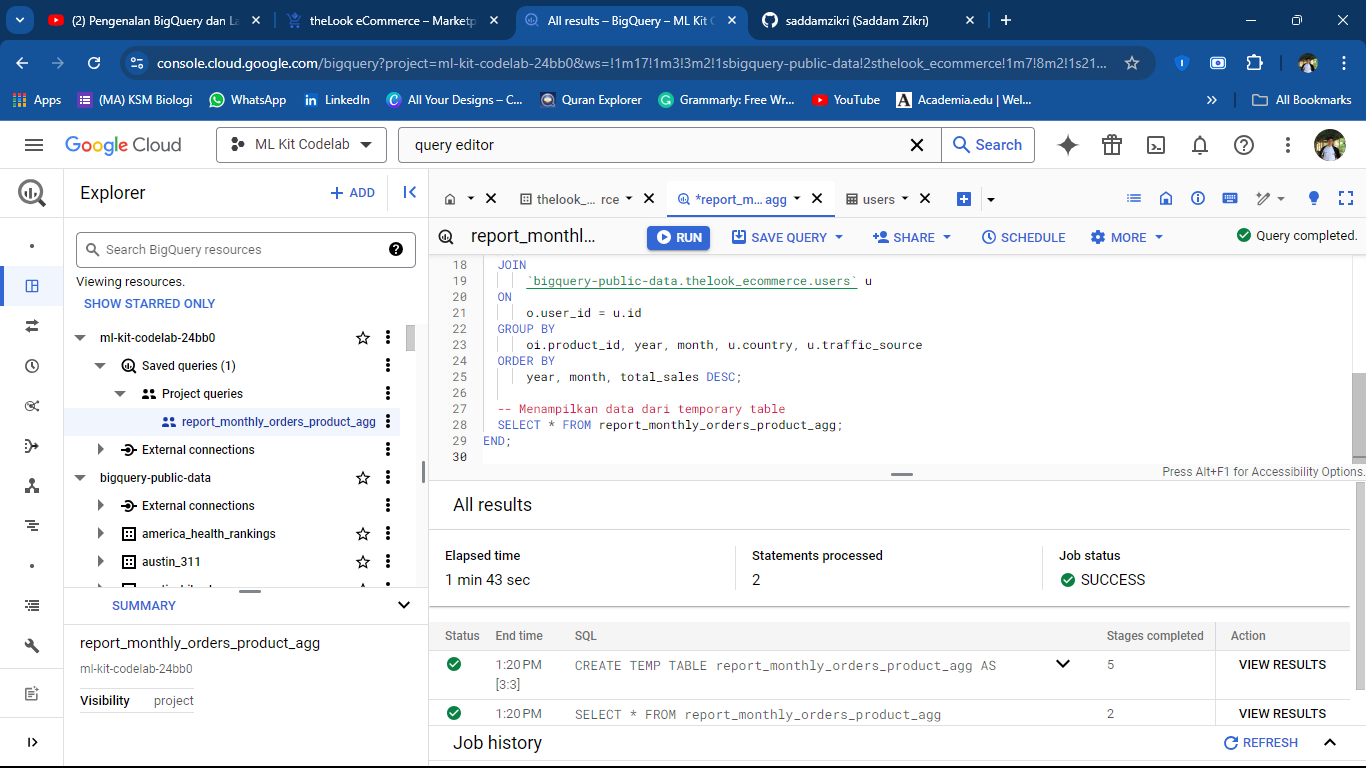 (2) Pengenalan BigQuery dan La
theLook eCommerce – Marketp
All results – BigQuery – ML Kit C
saddamzikri (Saddam Zikri)
console.cloud.google.com/bigquery?project=ml-kit-codelab-24bb0&ws=!1m17!1m3!3m2!1sbigquery-public-data!2sthelook_ecommerce!1m7!8m2!1s21...
Apps
(MA) KSM Biologi
WhatsApp
LinkedIn
All Your Designs – C...
Quran Explorer
Grammarly: Free Wr...
YouTube
Academia.edu | Wel...
All Bookmarks
Google Cloud
ML Kit Codelab
query editor
Search
Explorer
ADD
thelook_... rce
*report_m... agg
users
Search BigQuery resources
report_monthl...
RUN
SAVE QUERY
SHARE
SCHEDULE
MORE
Query completed.
Viewing resources.
SHOW STARRED ONLY
ml-kit-codelab-24bb0
Saved queries (1)
Project queries
report_monthly_orders_product_agg
External connections
bigquery-public-data
External connections
america_health_rankings
austin_311
SUMMARY
report_monthly_orders_product_agg
ml-kit-codelab-24bb0
Visibility project
18 JOIN
19 `bigquery-public-data.thelook_ecommerce.users` u
20 ON
21 o.user_id = u.id
22 GROUP BY
23 oi.product_id, year, month, u.country, u.traffic_source
24 ORDER BY
25 year, month, total_sales DESC;
26
27 -- Menampilkan data dari temporary table
28 SELECT * FROM report_monthly_orders_product_agg;
29 END;
30
Press Alt+F1 for Accessibility Options.
All results
Elapsed time
1 min 43 sec
Statements processed
2
Job status
SUCCESS
Status End time SQL Stages completed Action
1:20 PM CREATE TEMP TABLE report_monthly_orders_product_agg AS 5 VIEW RESULTS
[3:3]
1:20 PM SELECT * FROM report_monthly_orders_product_agg 2 VIEW RESULTS
Job history
REFRESH